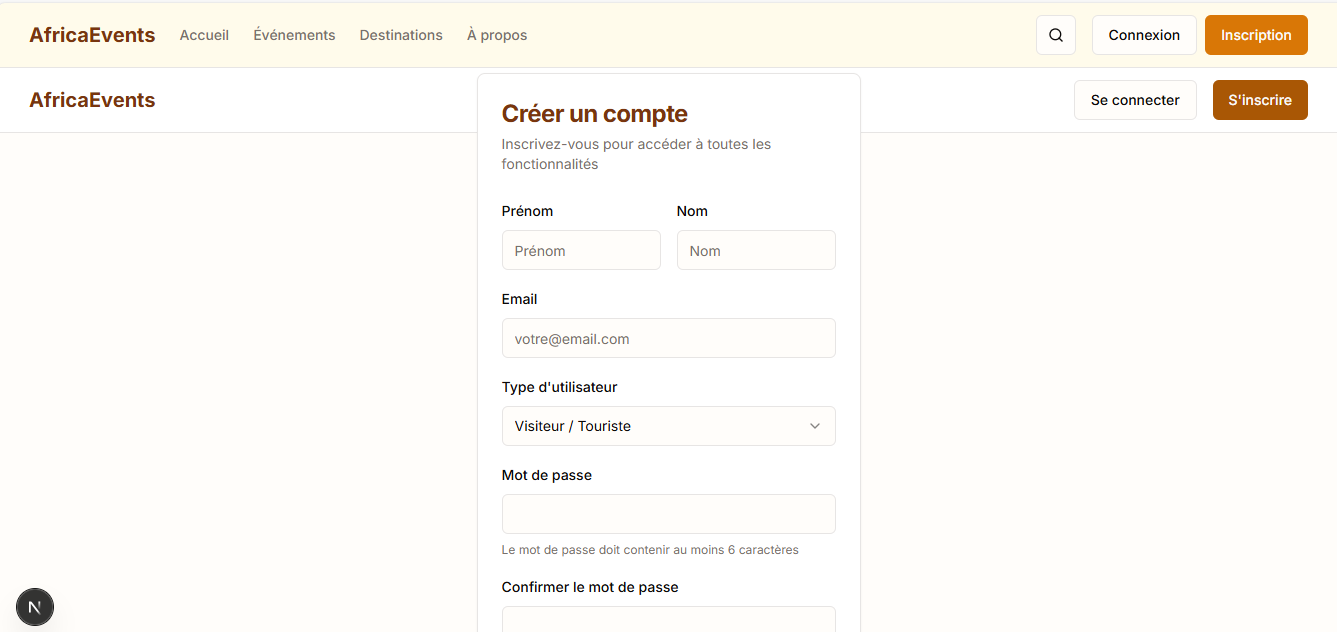 AfricaEvents Accueil Événements Destinations À propos Connexion Inscription
AfricaEvents Se connecter S'inscrire
Créer un compte
Inscrivez-vous pour accéder à toutes les
fonctionnalités
Prénom Nom
Prénom Nom
Email
votre@email.com
Type d'utilisateur
Visiteur / Touriste
Mot de passe
Le mot de passe doit contenir au moins 6 caractères
Confirmer le mot de passe
N